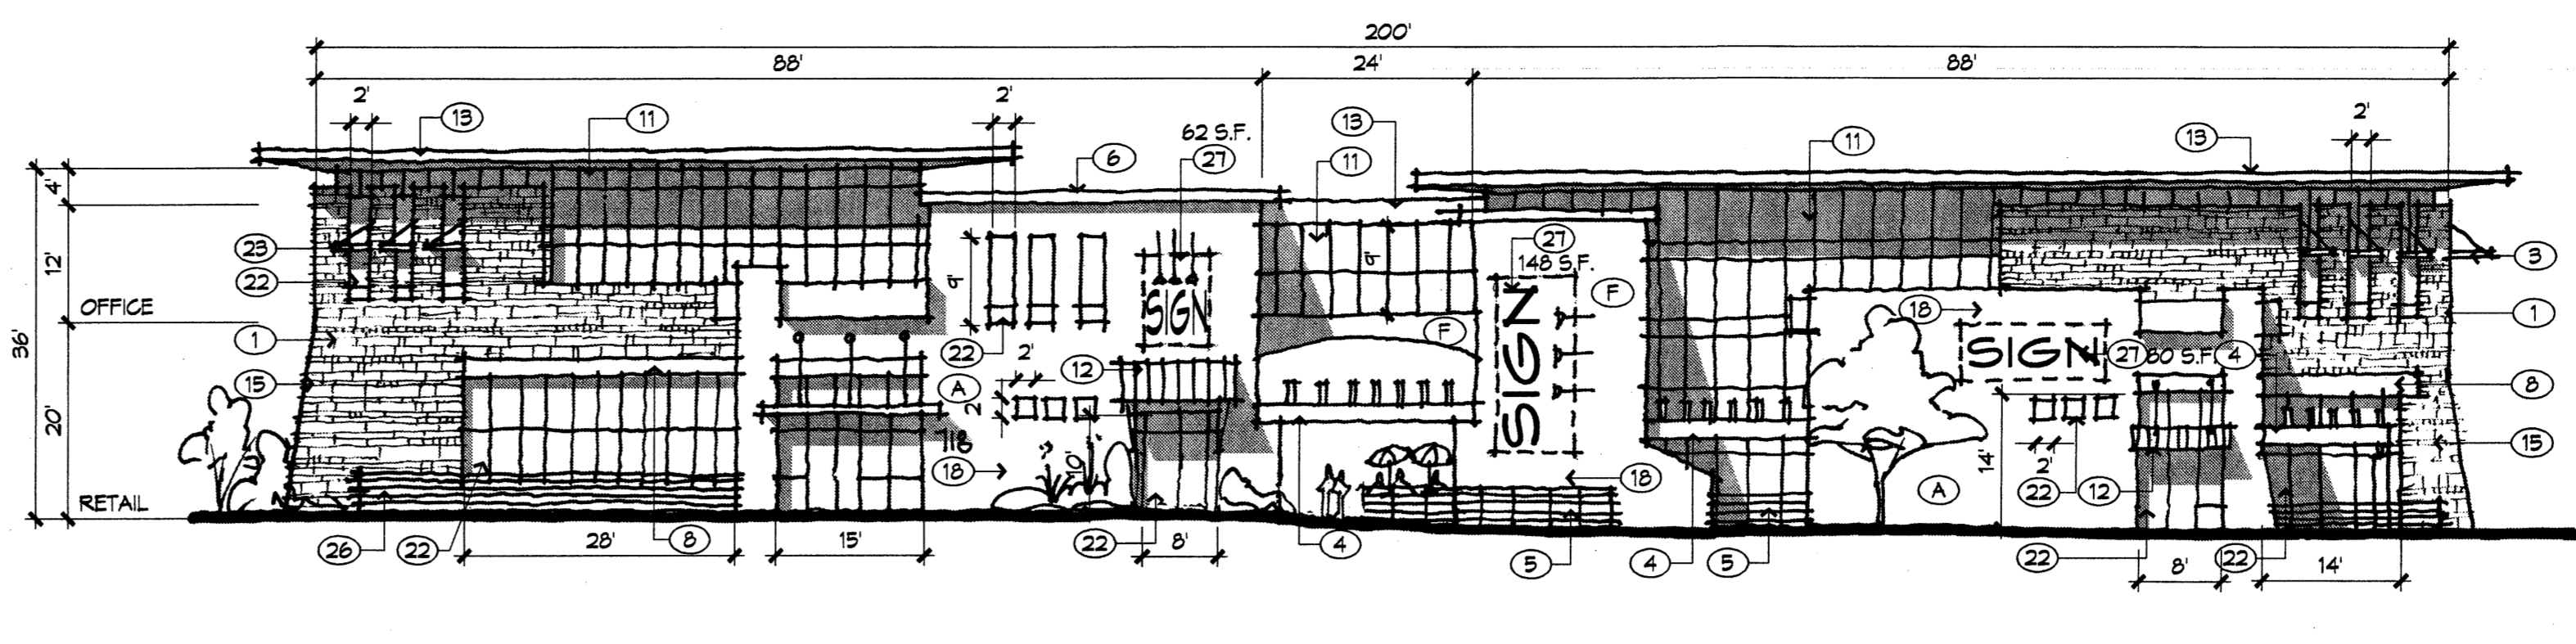 200'
88' 24' 88'
2' 13 11 2' 62 S.F. 27 6 13 11 11 13 2'
36' 4' 12' 20'
23
22
OFFICE
1
15
RETAIL
9'
22
2'
2'
12
A
718
18
10'
SIGN
9'
F
27
148 S.F.
F
SIGN
18
18
SIGN
27 80 S.F. 4
14'
2'
22 12
A
3
1
8
15
26 22 28' 8 15' 22 8' 4 5 4 5 22 8' 22 14'